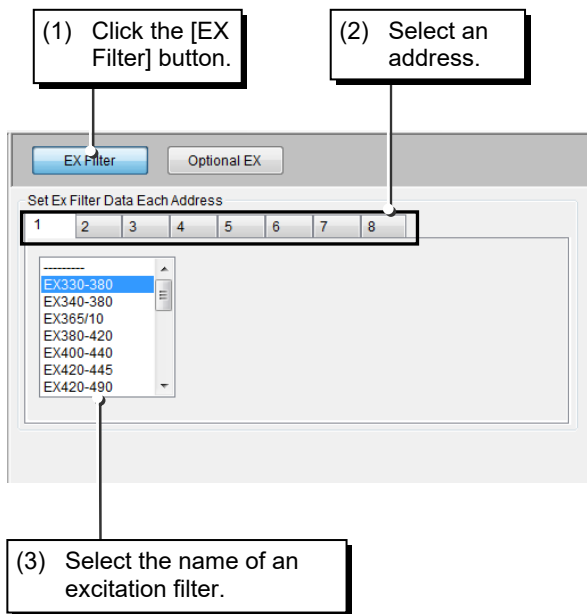 (1) Click the [EX
Filter] button.
(2) Select an
address.
EX Filter
Optional EX
Set Ex Filter Data Each Address
1 2 3 4 5 6 7 8
---------
EX330-380
EX340-380
EX365/10
EX380-420
EX400-440
EX420-445
EX420-490
(3) Select the name of an
excitation filter.